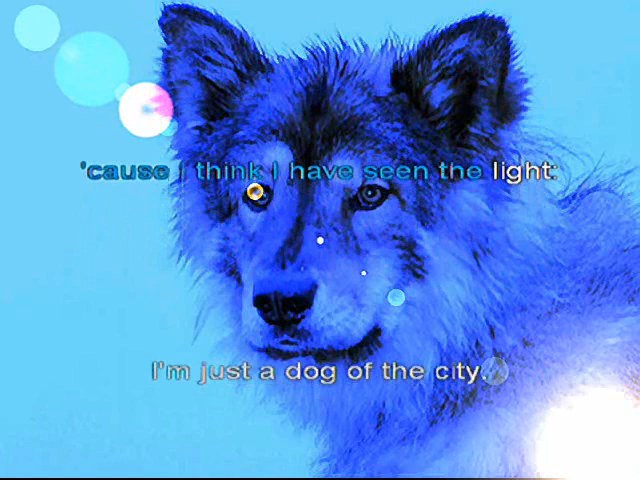 'cause I think I have seen the light:
I'm just a dog of the city.